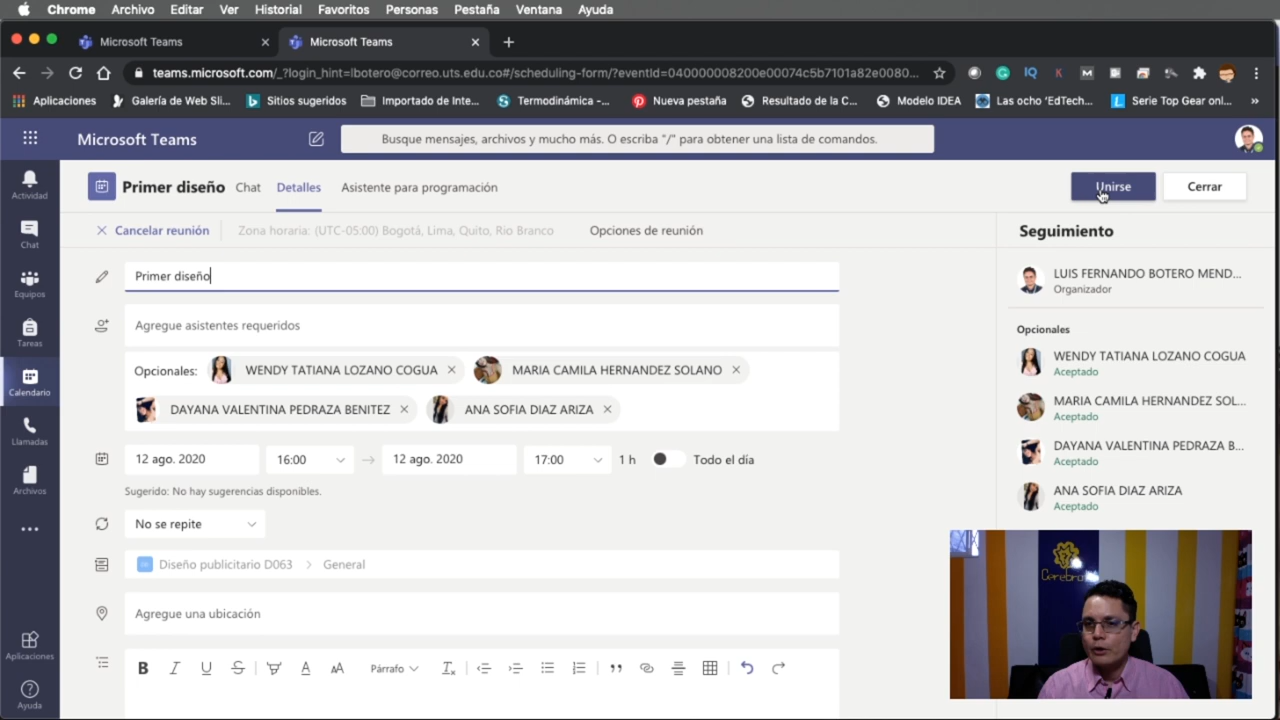 Chrome Archivo Editar Ver Historial Favoritos Personas Pestaña Ventana Ayuda
Microsoft Teams
Microsoft Teams
teams.microsoft.com/_?login_hint=lbotero@correo.uts.edu.co#/scheduling-form/?eventId=040000008200e00074c5b7101a82e0080...
Aplicaciones Galería de Web Sli... Sitios sugeridos Importado de Inte... Termodinámica -... Nueva pestaña Resultado de la C... Modelo IDEA Las ocho ‘EdTech... Serie Top Gear onl... »
Microsoft Teams
Busque mensajes, archivos y mucho más. O escriba "/" para obtener una lista de comandos.
Actividad
Chat
Equipos
Tareas
Calendario
Llamadas
Archivos
Aplicaciones
Ayuda
Primer diseño Chat Detalles Asistente para programación
Unirse Cerrar
Cancelar reunión Zona horaria: (UTC-05:00) Bogotá, Lima, Quito, Rio Branco Opciones de reunión
Primer diseño
Agregue asistentes requeridos
Opcionales: WENDY TATIANA LOZANO COGUA MARIA CAMILA HERNANDEZ SOLANO
DAYANA VALENTINA PEDRAZA BENITEZ ANA SOFIA DIAZ ARIZA
12 ago. 2020 16:00 12 ago. 2020 17:00 1 h Todo el día
Sugerido: No hay sugerencias disponibles.
No se repite
Diseño publicitario D063 > General
Agregue una ubicación
B I U S A AA Párrafo
Seguimiento
LUIS FERNANDO BOTERO MEND...
Organizador
Opcionales
WENDY TATIANA LOZANO COGUA
Aceptado
MARIA CAMILA HERNANDEZ SOL...
Aceptado
DAYANA VALENTINA PEDRAZA B...
Aceptado
ANA SOFIA DIAZ ARIZA
Aceptado